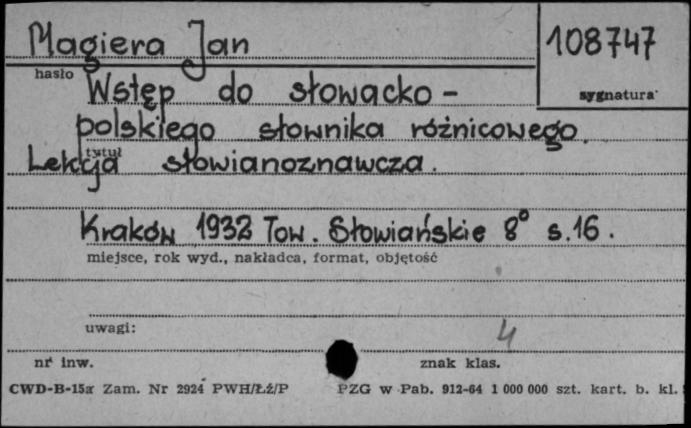 Magiera Jan
108747
hasło
sygnatura
Wstęp do słowacko-
polskiego słownika różnicowego.
tytuł
Lekcja słowianoznawcza.
Kraków 1932 Tow. Słowiańskie 8° s.16.
miejsce, rok wyd., nakładca, format, objętość
uwagi:
4
nr inw.
znak klas.
CWD-B-15a Zam. Nr 2924 PWH/Łź/P PZG w Pab. 912-64 1 000 000 szt. kart. b. kl.